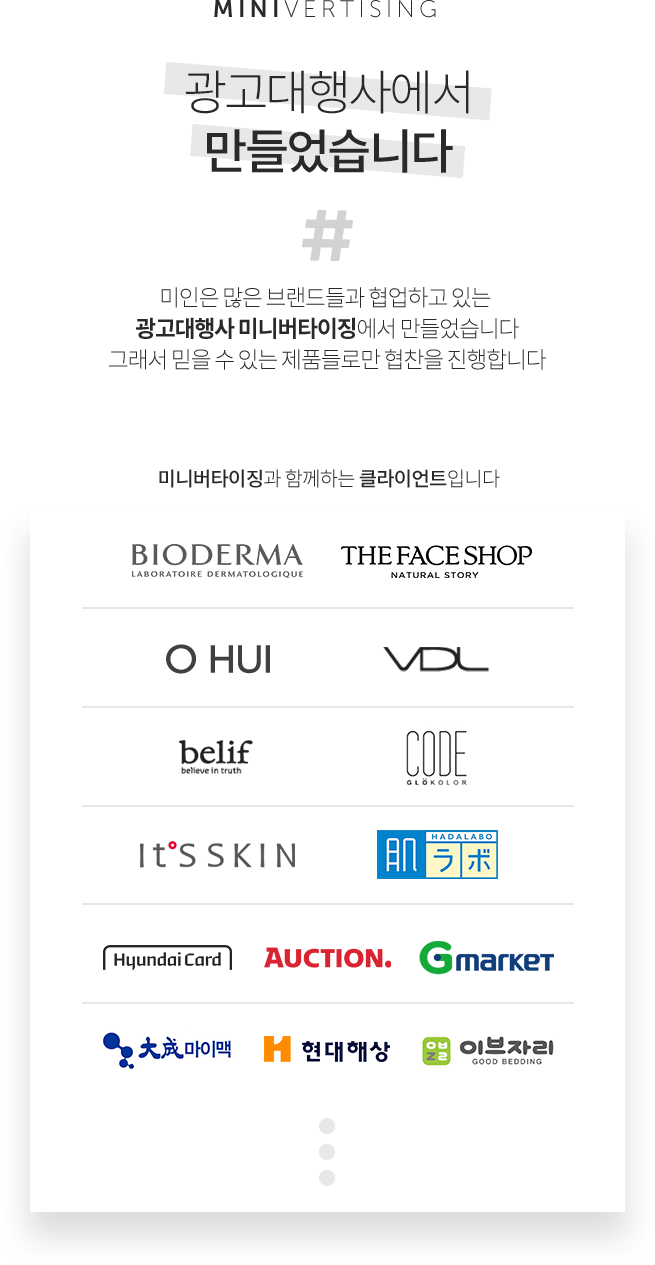 MINIVERTISING
광고대행사에서
만들었습니다
#
미인은 많은 브랜드들과 협업하고 있는
광고대행사 미니버타이징에서 만들었습니다
그래서 믿을 수 있는 제품들로만 협찬을 진행합니다
미니버타이징과 함께하는 클라이언트입니다
BIODERMA THE FACE SHOP
LABORATOIRE DERMATOLOGIQUE NATURAL STORY
O HUI VDL
belif CODE
believe in truth GLÖKOLOR
It'S SKIN 肌ラボ HADALABO
Hyundai Card AUCTION. Gmarket
大成마이맥 현대해상 앞날 이브자리
GOOD BEDDING